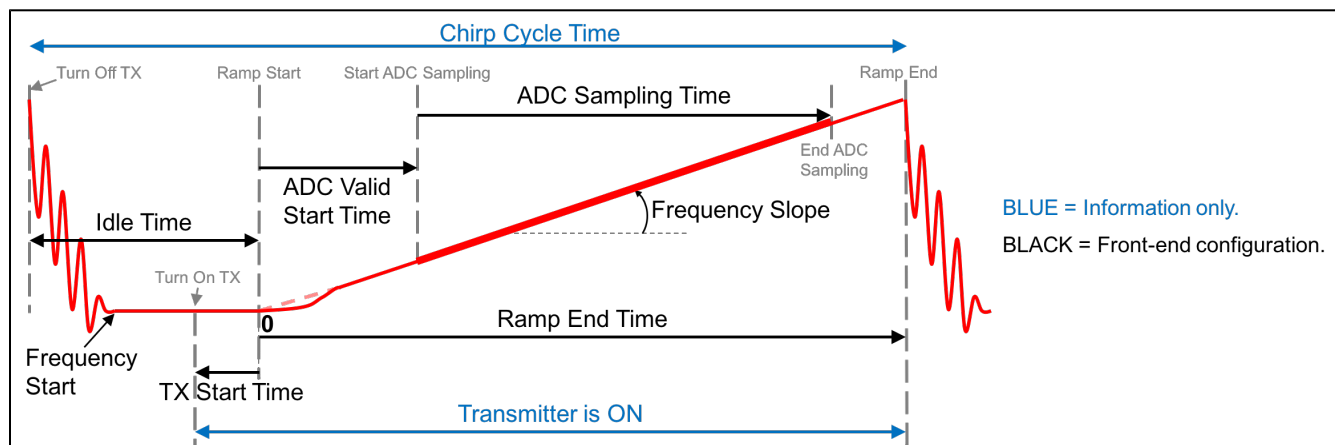 Chirp Cycle Time
Turn Off TX
Ramp Start
Start ADC Sampling
Ramp End
ADC Sampling Time
End ADC
Sampling
ADC Valid
Start Time
Frequency Slope
Idle Time
BLUE = Information only.
BLACK = Front-end configuration.
Turn On TX
0
Ramp End Time
Frequency
Start
TX Start Time
Transmitter is ON